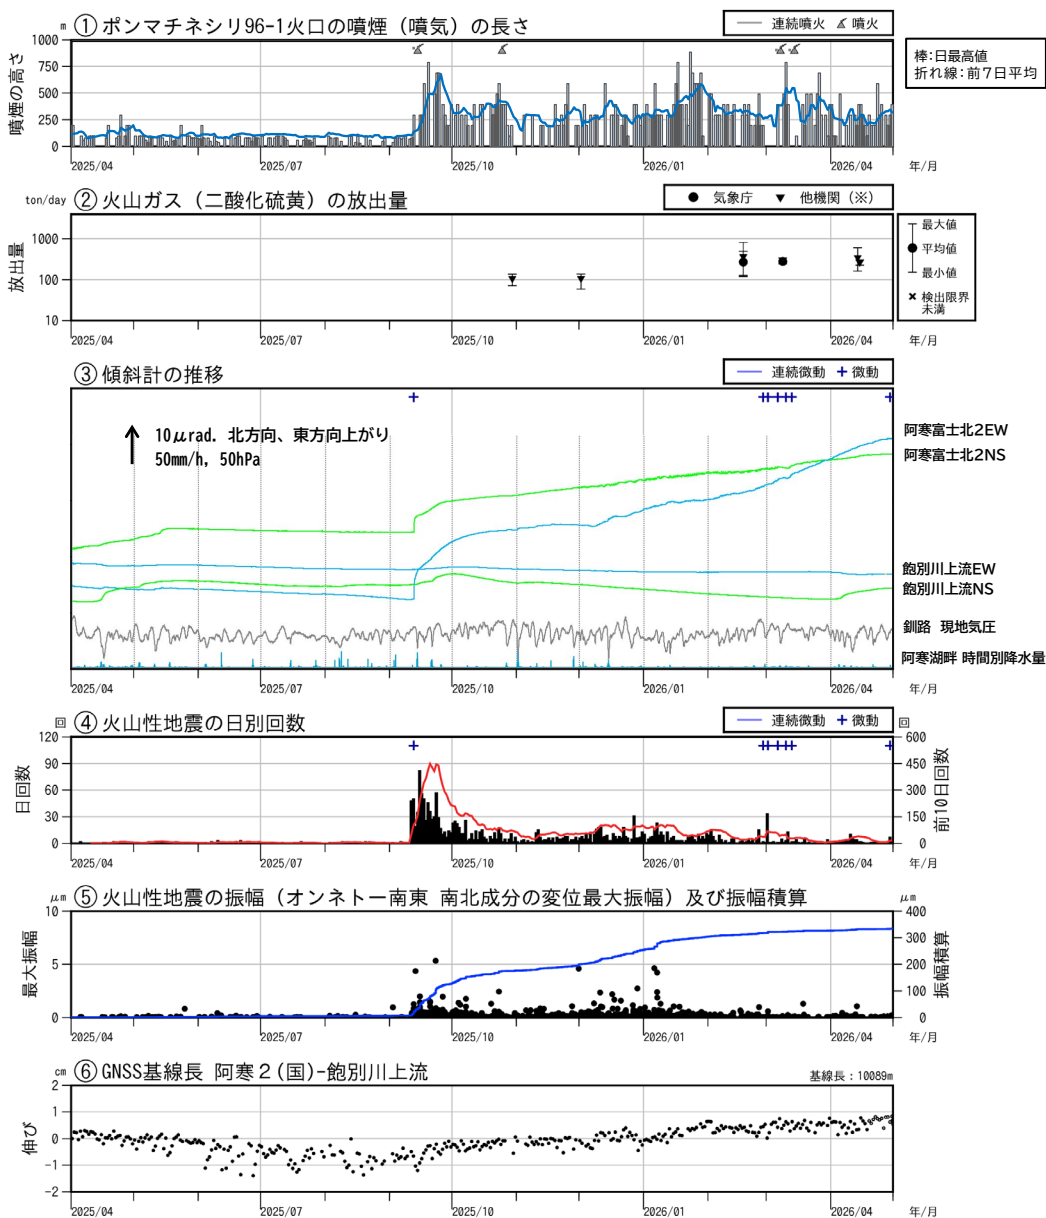 ① ポンマチネシリ96-1火口の噴煙（噴気）の長さ
連続噴火 噴火
棒:日最高値
折れ線:前7日平均
m
噴煙の高さ
1000
750
500
250
0
2025/04 2025/07 2025/10 2026/01 2026/04 年/月
② 火山ガス（二酸化硫黄）の放出量
気象庁 他機関（※）
ton/day
放出量
1000
100
10
最大値
平均値
最小値
検出限界
未満
2025/04 2025/07 2025/10 2026/01 2026/04 年/月
③ 傾斜計の推移
連続微動 微動
10μrad. 北方向、東方向上がり
50mm/h, 50hPa
阿寒富士北2EW
阿寒富士北2NS
飽別川上流EW
飽別川上流NS
釧路 現地気圧
阿寒湖畔 時間別降水量
2025/04 2025/07 2025/10 2026/01 2026/04 年/月
④ 火山性地震の日別回数
連続微動 微動
回
日回数
120
90
60
30
0
回
前10日回数
600
450
300
150
0
2025/04 2025/07 2025/10 2026/01 2026/04 年/月
⑤ 火山性地震の振幅（オンネトー南東 南北成分の変位最大振幅）及び振幅積算
μm
最大振幅
10
5
0
μm
振幅積算
400
300
200
100
0
2025/04 2025/07 2025/10 2026/01 2026/04 年/月
⑥ GNSS基線長 阿寒2(国)-飽別川上流
基線長：10089m
cm
伸び
2
1
0
-1
-2
2025/04 2025/07 2025/10 2026/01 2026/04 年/月